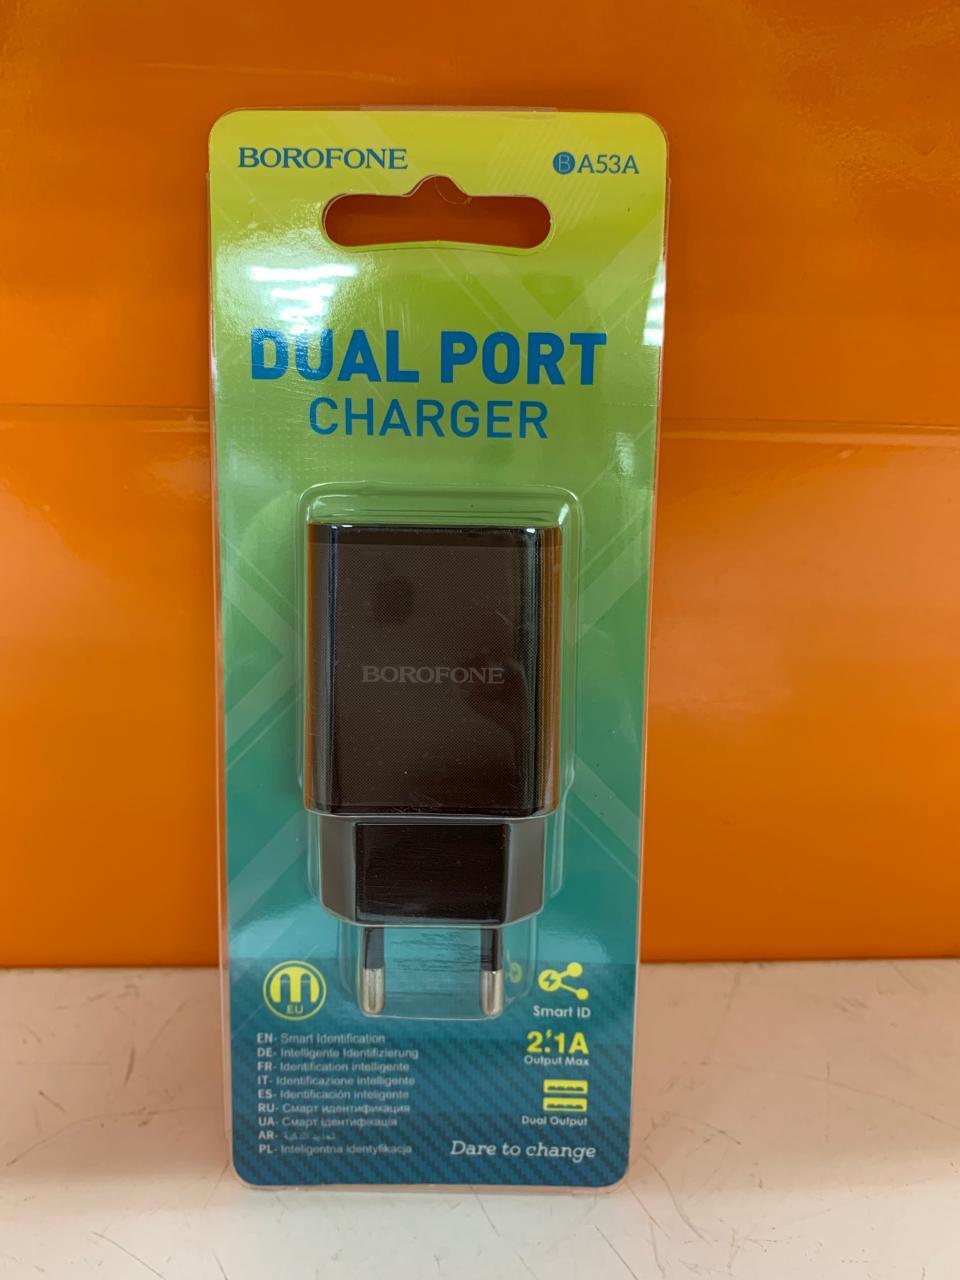 BOROFONE
B A53A
DUAL PORT
CHARGER
BOROFONE
EU
Smart ID
2.1A
Output Max
Dual Output
EN- Smart Identification
DE- Intelligente Identifizierung
FR- Identification intelligente
IT- Identificazione intelligente
ES- Identificación inteligente
RU- Смарт идентификация
UA- Смарт ідентифікація
AR-
PL- Inteligentna identyfikacja
Dare to change